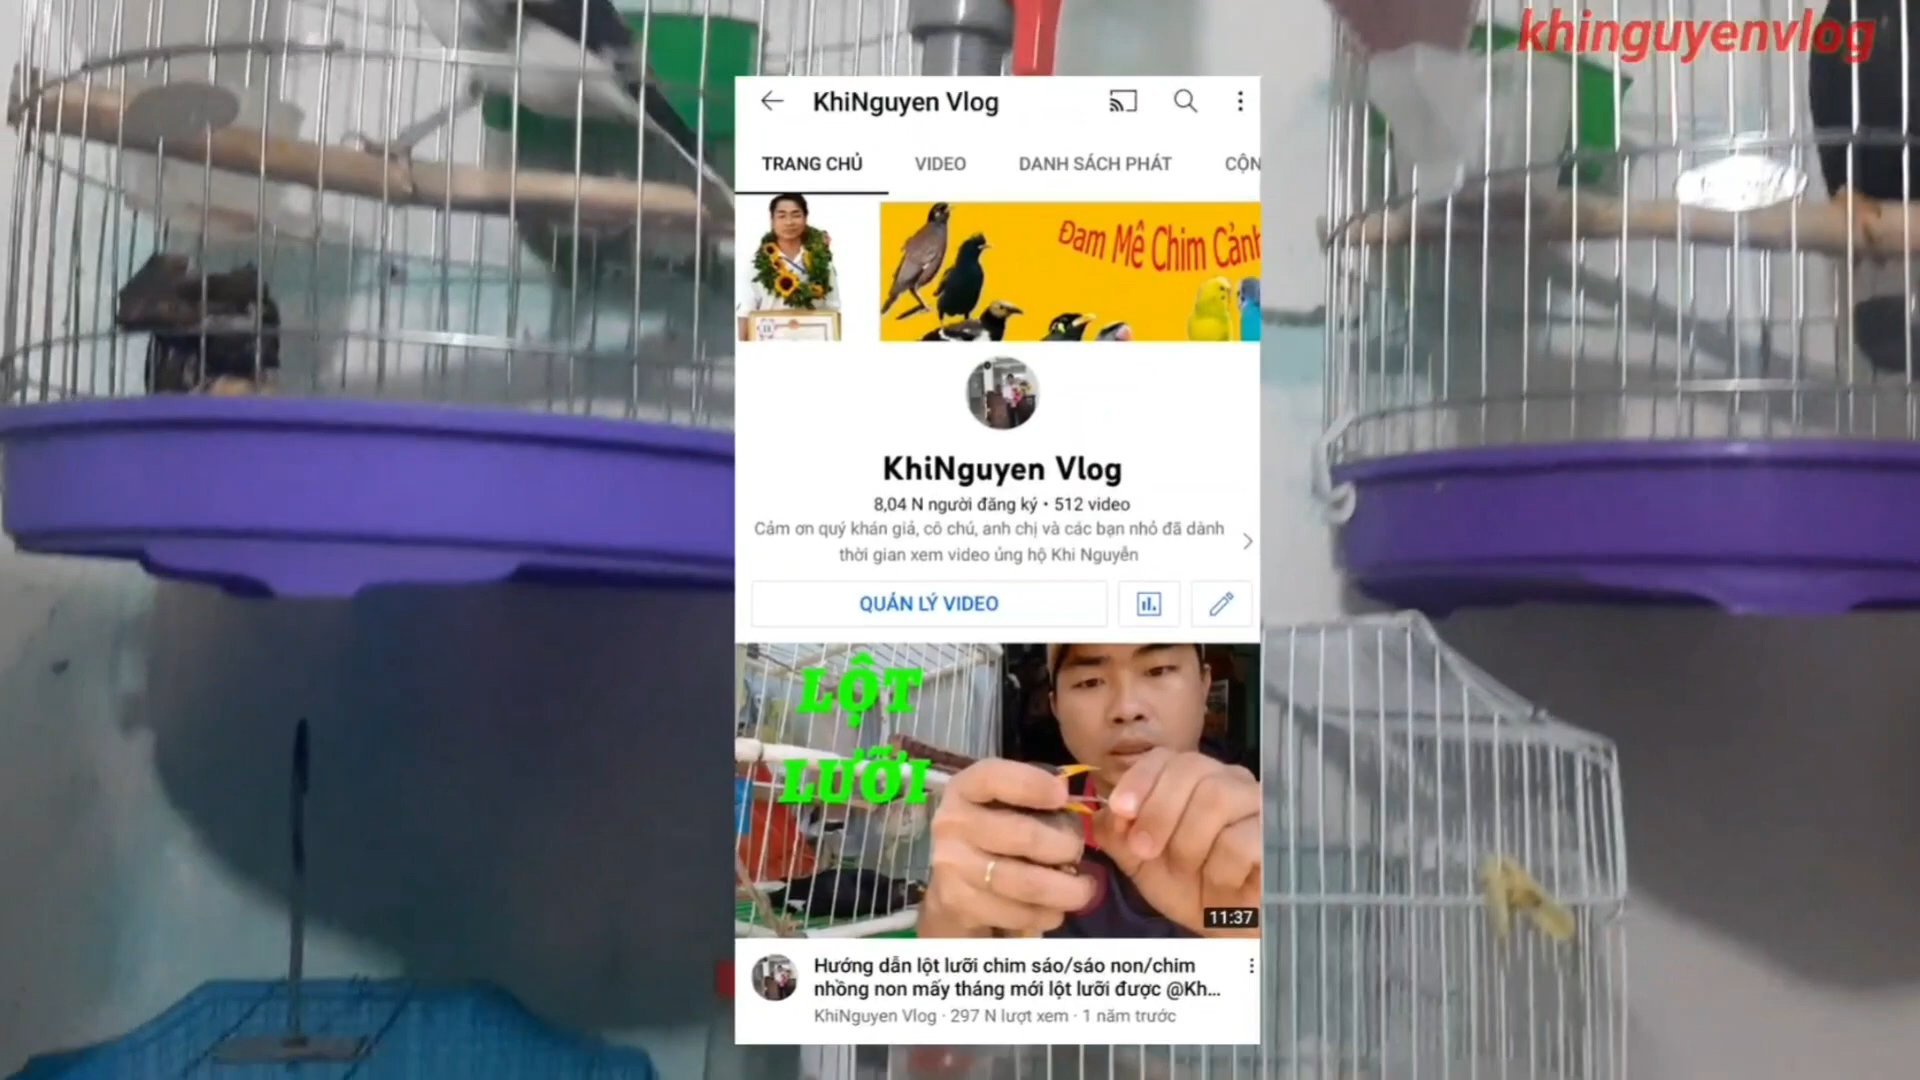 khinguyenvlog
KhiNguyen Vlog
TRANG CHỦ
VIDEO
DANH SÁCH PHÁT
CỘN
Đam Mê Chim Cảnh
KhiNguyen Vlog
8,04 N người đăng ký • 512 video
Cảm ơn quý khán giả, cô chú, anh chị và các bạn nhỏ đã dành
thời gian xem video ủng hộ Khi Nguyễn
QUẢN LÝ VIDEO
LỘT
LƯỠI
11:37
Hướng dẫn lột lưỡi chim sáo/sáo non/chim
nhồng non mấy tháng mới lột lưỡi được @Kh...
KhiNguyen Vlog · 297 N lượt xem · 1 năm trước